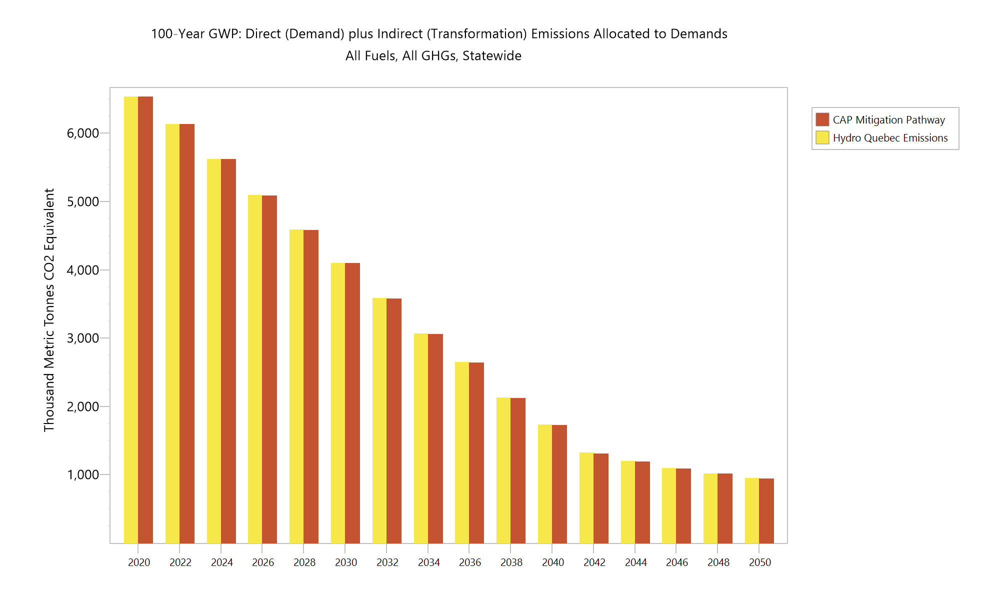 100-Year GWP: Direct (Demand) plus Indirect (Transformation) Emissions Allocated to Demands
All Fuels, All GHGs, Statewide
CAP Mitigation Pathway
Hydro Quebec Emissions
Thousand Metric Tonnes CO2 Equivalent
6,000
5,000
4,000
3,000
2,000
1,000
2020 2022 2024 2026 2028 2030 2032 2034 2036 2038 2040 2042 2044 2046 2048 2050